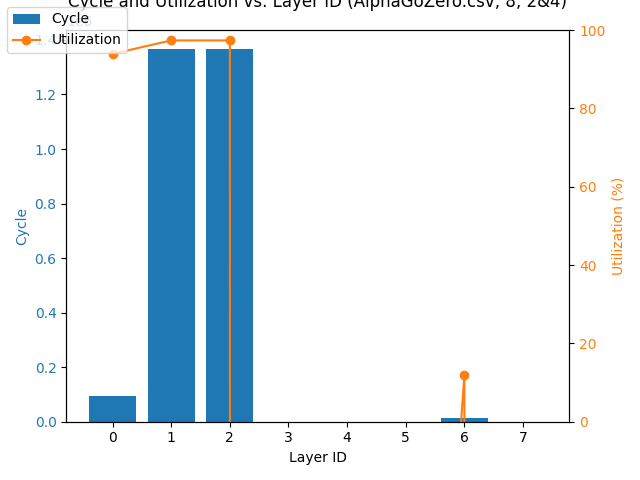 Cycle and Utilization vs. Layer ID (AlphaGoZero.csv, 8, 2&4)
Cycle
Utilization
1.2
1.0
0.8
0.6
0.4
0.2
0.0
Cycle
100
80
60
40
20
0
Utilization (%)
0 1 2 3 4 5 6 7
Layer ID